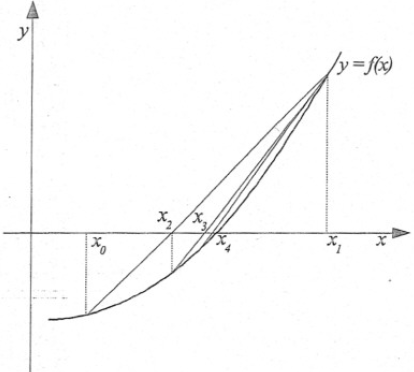 y
y = f(x)
x₂ x₃
x₀ x₄ x₁ x